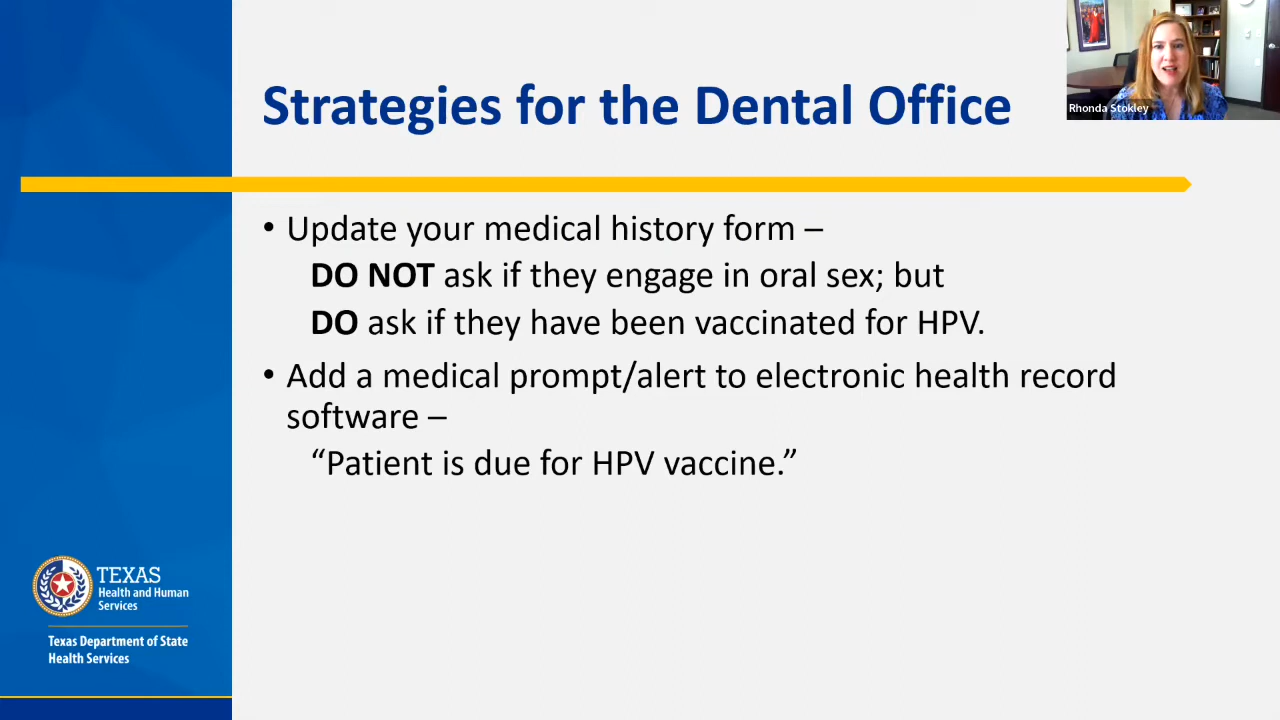 Strategies for the Dental Office
Rhonda Stokley
• Update your medical history form –
DO NOT ask if they engage in oral sex; but
DO ask if they have been vaccinated for HPV.
• Add a medical prompt/alert to electronic health record
software –
“Patient is due for HPV vaccine.”
TEXAS
Health and Human
Services
Texas Department of State
Health Services